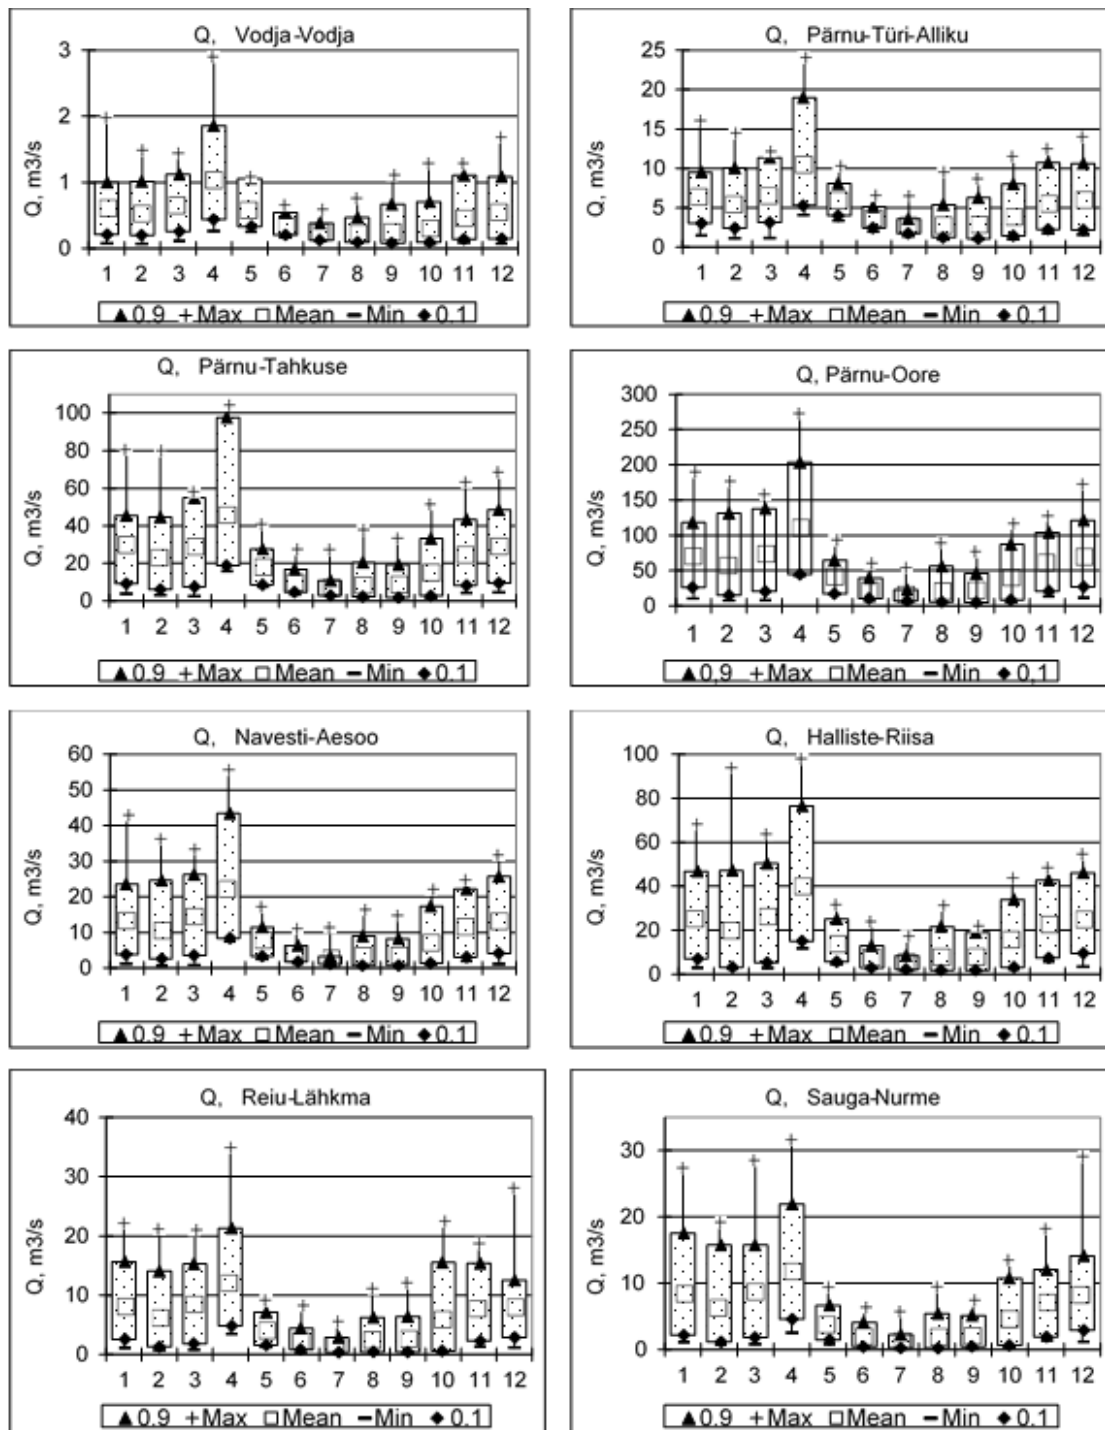 Q, Vodja-Vodja
Q, m3/s
3
2
1
0
1 2 3 4 5 6 7 8 9 10 11 12
▲0.9 +Max □Mean −Min ◆0.1
Q, Pärnu-Türi-Alliku
Q, m3/s
25
20
15
10
5
0
1 2 3 4 5 6 7 8 9 10 11 12
▲0.9 +Max □Mean −Min ◆0.1
Q, Pärnu-Tahkuse
Q, m3/s
100
80
60
40
20
0
1 2 3 4 5 6 7 8 9 10 11 12
▲0.9 +Max □Mean −Min ◆0.1
Q, Pärnu-Oore
Q, m3/s
300
250
200
150
100
50
0
1 2 3 4 5 6 7 8 9 10 11 12
▲0.9 +Max □Mean −Min ◆0.1
Q, Navesti-Aesoo
Q, m3/s
60
50
40
30
20
10
0
1 2 3 4 5 6 7 8 9 10 11 12
▲0.9 +Max □Mean −Min ◆0.1
Q, Halliste-Riisa
Q, m3/s
100
80
60
40
20
0
1 2 3 4 5 6 7 8 9 10 11 12
▲0.9 +Max □Mean −Min ◆0.1
Q, Reiu-Lähkma
Q, m3/s
40
30
20
10
0
1 2 3 4 5 6 7 8 9 10 11 12
▲0.9 +Max □Mean −Min ◆0.1
Q, Sauga-Nurme
Q, m3/s
30
20
10
0
1 2 3 4 5 6 7 8 9 10 11 12
▲0.9 +Max □Mean −Min ◆0.1